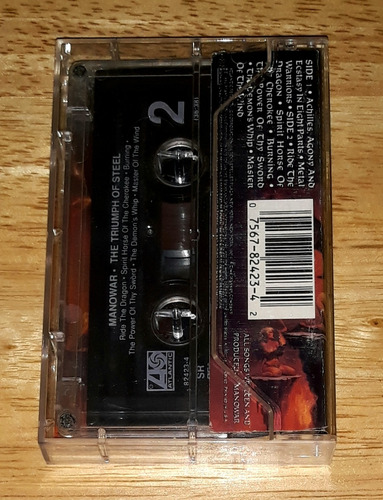 SIDE 1 • Achilles, Agony And
Ecstasy In Eight Parts • Metal
Warriors • SIDE 2 • Ride The
Dragon • Spirit Horse Of
Cherokee • Burning •
The Power Of Thy Sword
• The Demon's Whip • Master
Of The Wind
0 7567-82423-4 2
ALL SONGS WRITTEN AND
PRODUCED MANOWAR
2
MANOWAR • THE TRIUMPH OF STEEL
Ride The Dragon • Spirit Horse Of The Cherokee • Burning •
The Power Of Thy Sword • The Demon's Whip • Master Of The Wind
ATLANTIC
82423-4
SR